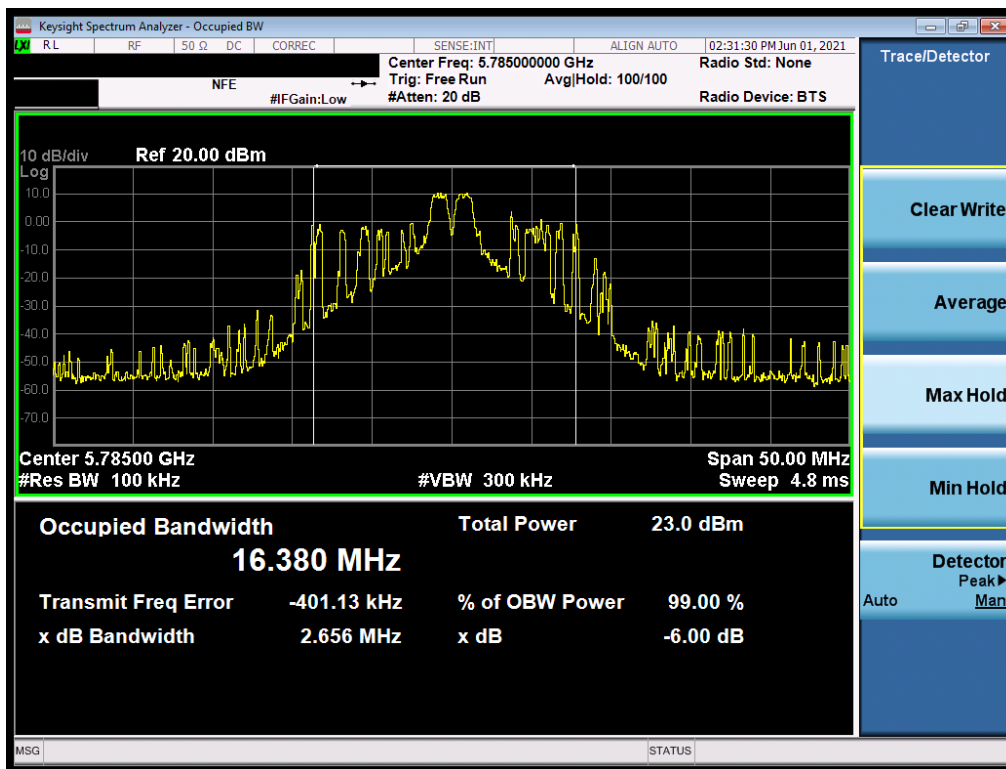 Keysight Spectrum Analyzer - Occupied BW
LXI RL RF 50 Ω DC CORREC SENSE:INT ALIGN AUTO 02:31:30 PM Jun 01, 2021
Center Freq: 5.785000000 GHz Radio Std: None
NFE Trig: Free Run Avg|Hold: 100/100
#IFGain:Low #Atten: 20 dB Radio Device: BTS
10 dB/div Ref 20.00 dBm
Log
10.0
0.00
-10.0
-20.0
-30.0
-40.0
-50.0
-60.0
-70.0
Center 5.78500 GHz Span 50.00 MHz
#Res BW 100 kHz #VBW 300 kHz Sweep 4.8 ms
Occupied Bandwidth Total Power 23.0 dBm
16.380 MHz
Transmit Freq Error -401.13 kHz % of OBW Power 99.00 %
x dB Bandwidth 2.656 MHz x dB -6.00 dB
MSG STATUS
Trace/Detector
Clear Write
Average
Max Hold
Min Hold
Detector
Peak▶
Auto Man